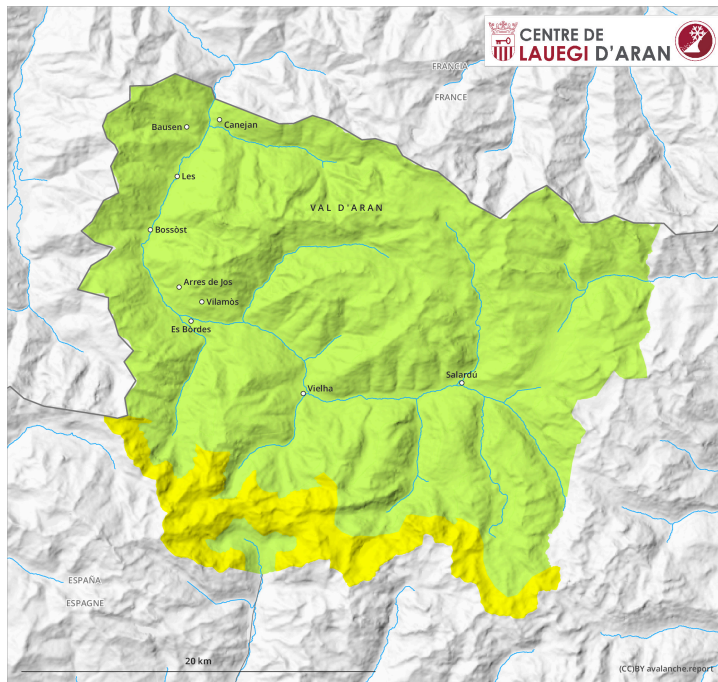 CENTRE DE
LAUEGI D'ARAN
FRANCIA
FRANCE
Bausen
Canejan
Les
VAL D'ARAN
Bossòst
Arres de Jos
Vilamòs
Es Bòrdes
Salardú
Vielha
ESPAÑA
ESPAGNE
20 km
(CC)BY avalanche.report